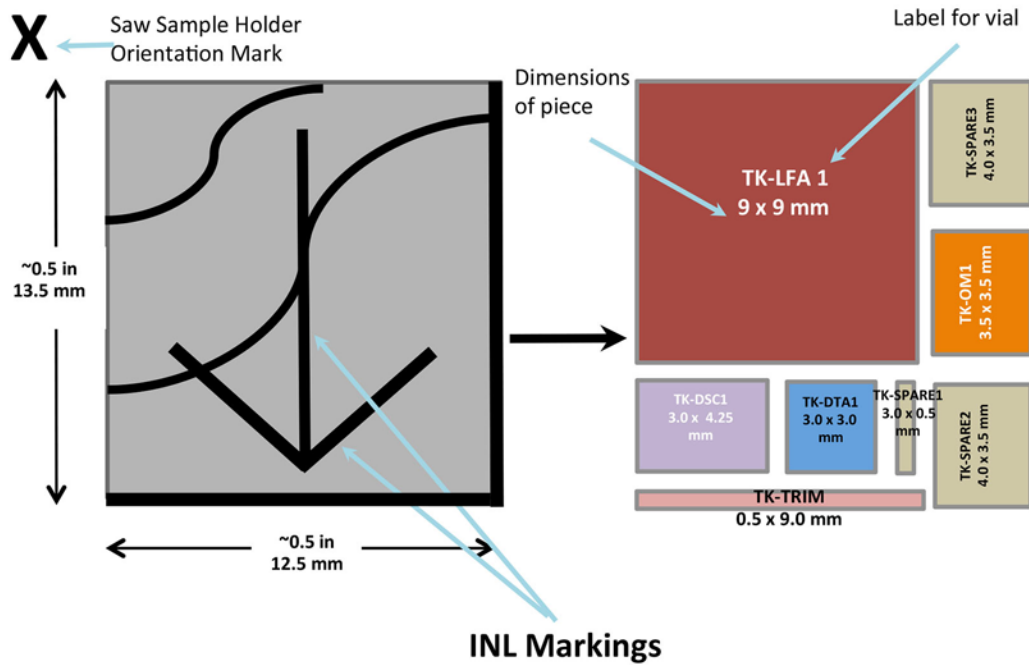 X
Saw Sample Holder
Orientation Mark
Label for vial
Dimensions
of piece
~0.5 in
13.5 mm
~0.5 in
12.5 mm
INL Markings
TK-LFA 1
9 x 9 mm
TK-SPARE3
4.0 x 3.5 mm
TK-OM1
3.5 x 3.5 mm
TK-DSC1
3.0 x 4.25
mm
TK-DTA1
3.0 x 3.0
mm
TK-SPARE1
3.0 x 0.5
mm
TK-SPARE2
4.0 x 3.5 mm
TK-TRIM
0.5 x 9.0 mm